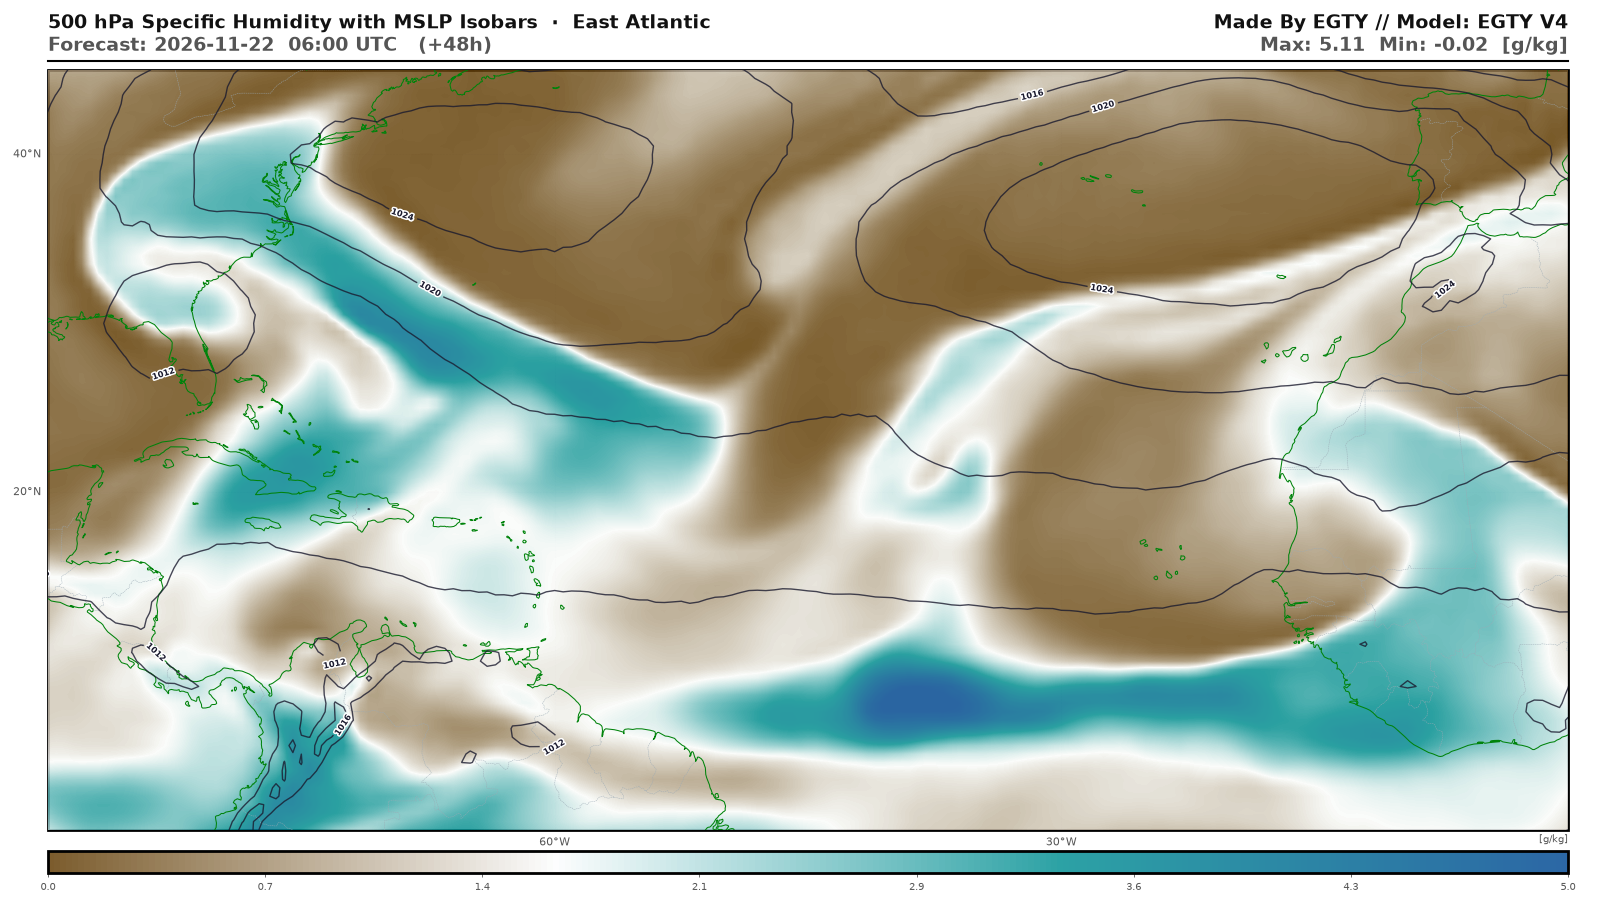 500 hPa Specific Humidity with MSLP Isobars · East Atlantic
Made By EGTY // Model: EGTY V4
Forecast: 2026-11-22 06:00 UTC (+48h)
Max: 5.11 Min: -0.02 [g/kg]
1016
1020
40°N
1024
1020
1024
1024
1012
20°N
1012
1012
1016
1012
60°W
30°W
[g/kg]
0.0
0.7
1.4
2.1
2.9
3.6
4.3
5.0